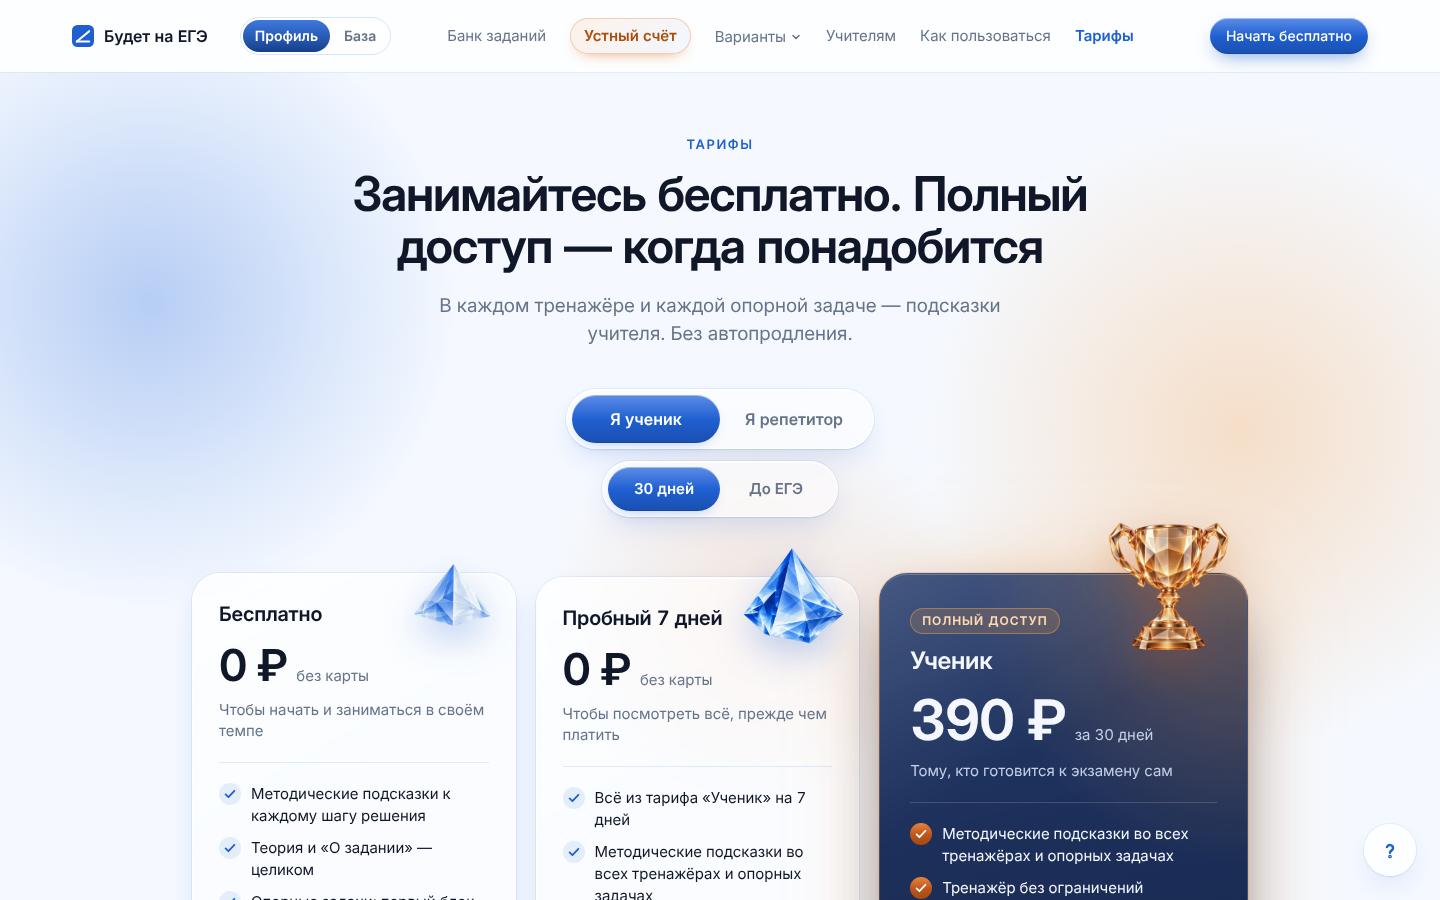 Будет на ЕГЭ
Профиль
База
Банк заданий
Устный счёт
Варианты
Учителям
Как пользоваться
Тарифы
Начать бесплатно
ТАРИФЫ
Занимайтесь бесплатно. Полный
доступ — когда понадобится
В каждом тренажёре и каждой опорной задаче — подсказки
учителя. Без автопродления.
Я ученик
Я репетитор
30 дней
До ЕГЭ
Бесплатно
0 ₽ без карты
Чтобы начать и заниматься в своём
темпе
Методические подсказки к
каждому шагу решения
Теория и «О задании» —
целиком
Пробный 7 дней
0 ₽ без карты
Чтобы посмотреть всё, прежде чем
платить
Всё из тарифа «Ученик» на 7
дней
Методические подсказки во
всех тренажёрах и опорных
задачах
ПОЛНЫЙ ДОСТУП
Ученик
390 ₽ за 30 дней
Тому, кто готовится к экзамену сам
Методические подсказки во всех
тренажёрах и опорных задачах
Тренажёр без ограничений
?